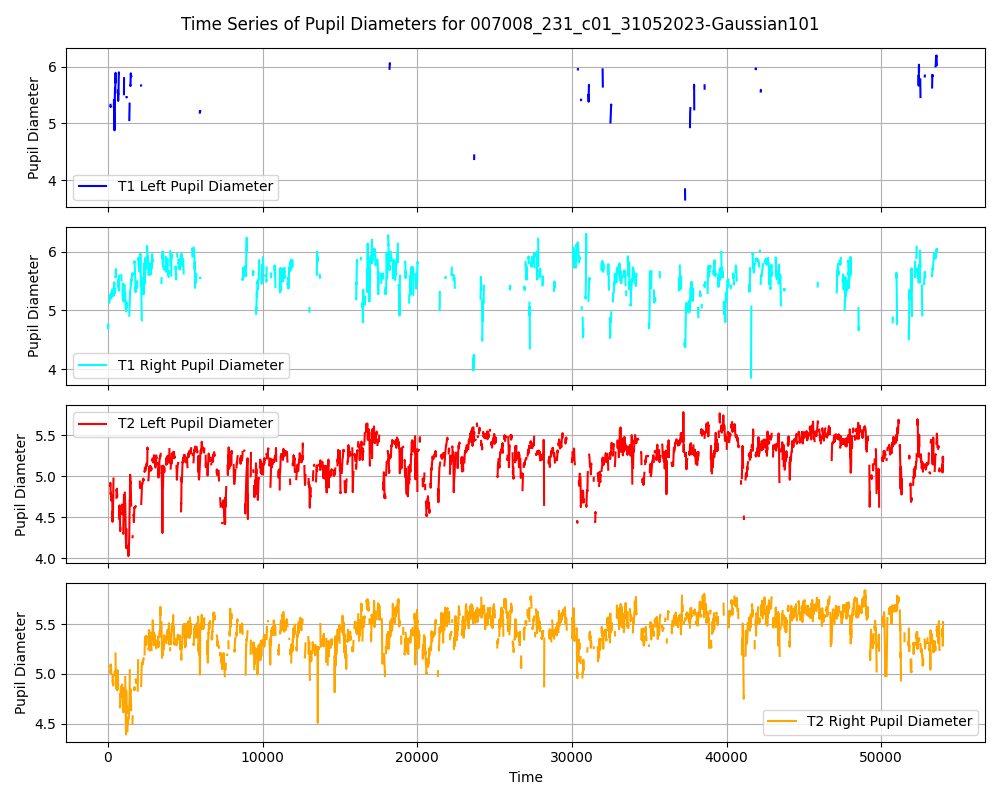 Time Series of Pupil Diameters for 007008_231_c01_31052023-Gaussian101
6
5
4
Pupil Diameter
T1 Left Pupil Diameter
6
5
4
Pupil Diameter
T1 Right Pupil Diameter
5.5
5.0
4.5
4.0
Pupil Diameter
T2 Left Pupil Diameter
5.5
5.0
4.5
Pupil Diameter
T2 Right Pupil Diameter
0 10000 20000 30000 40000 50000
Time